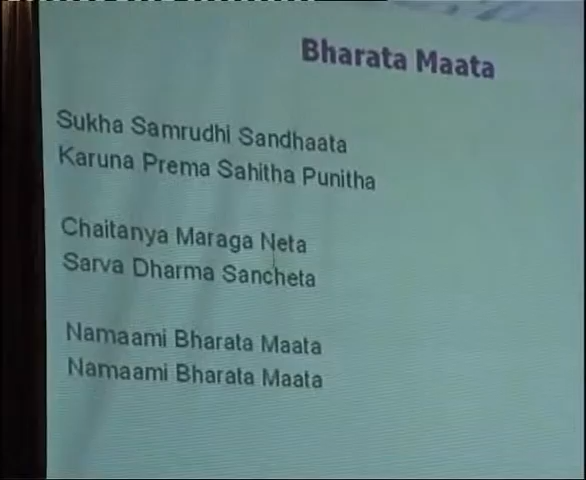 Bharata Maata
Sukha Samrudhi Sandhaata
Karuna Prema Sahitha Punitha
Chaitanya Maraga Neta
Sarva Dharma Sancheta
Namaami Bharata Maata
Namaami Bharata Maata